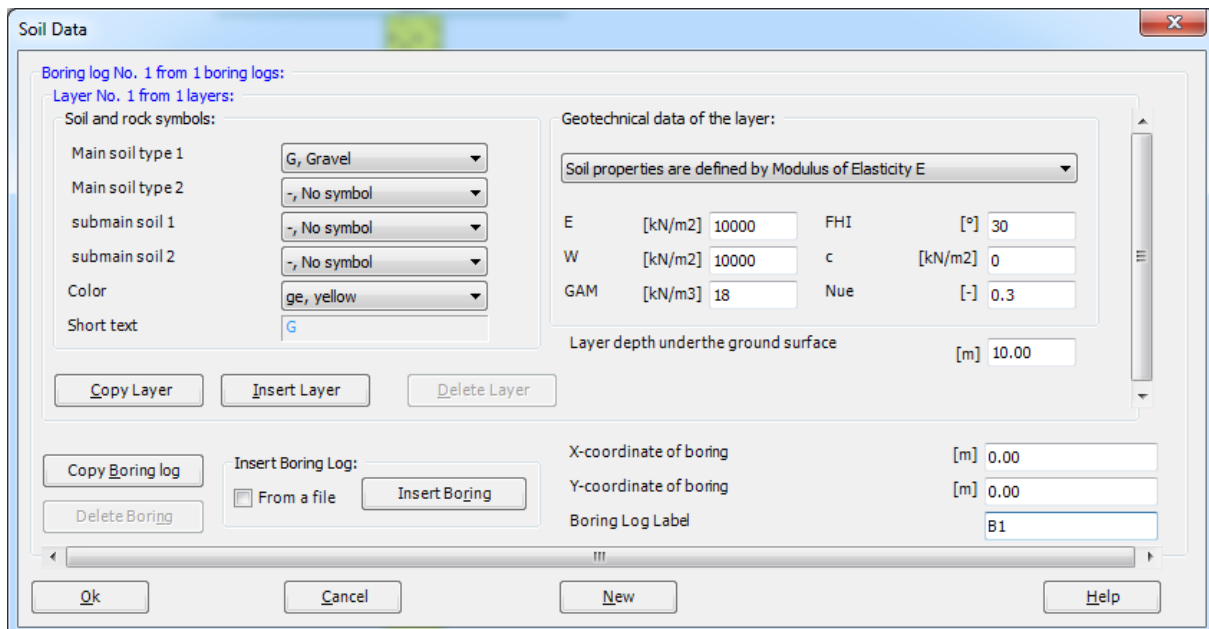 Soil Data
Boring log No. 1 from 1 boring logs:
Layer No. 1 from 1 layers:
Soil and rock symbols:
Main soil type 1 G, Gravel
Main soil type 2 -, No symbol
submain soil 1 -, No symbol
submain soil 2 -, No symbol
Color ge, yellow
Short text G
Geotechnical data of the layer:
Soil properties are defined by Modulus of Elasticity E
E [kN/m2] 10000 FHI [°] 30
W [kN/m2] 10000 c [kN/m2] 0
GAM [kN/m3] 18 Nue [-] 0.3
Layer depth underthe ground surface [m] 10.00
Copy Layer Insert Layer Delete Layer
Copy Boring log
Delete Boring
Insert Boring Log:
From a file Insert Boring
X-coordinate of boring [m] 0.00
Y-coordinate of boring [m] 0.00
Boring Log Label B1
Ok Cancel New Help